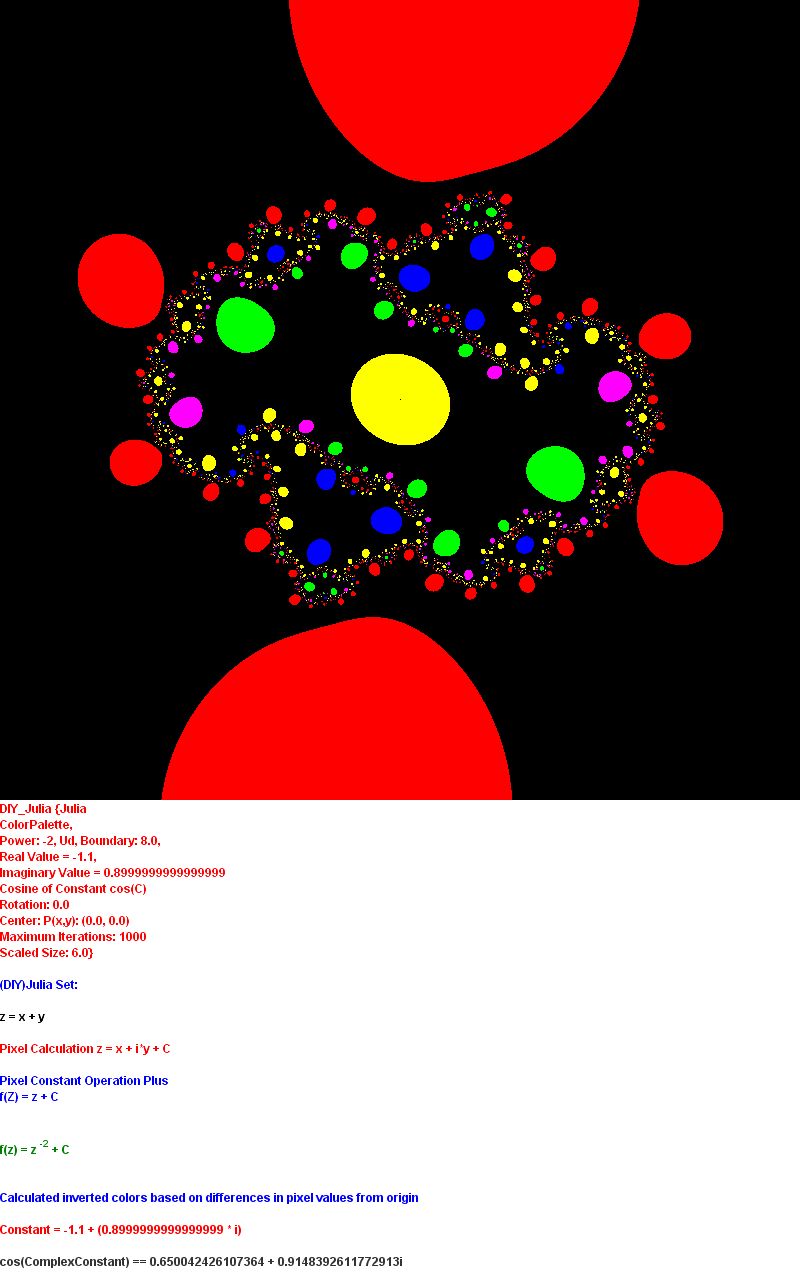 DIY_Julia {Julia
ColorPalette,
Power: -2, Ud, Boundary: 8.0,
Real Value = -1.1,
Imaginary Value = 0.8999999999999999
Cosine of Constant cos(C)
Rotation: 0.0
Center: P(x,y): (0.0, 0.0)
Maximum Iterations: 1000
Scaled Size: 6.0}
(DIY)Julia Set:
z = x + y
Pixel Calculation z = x + i*y + C
Pixel Constant Operation Plus
f(Z) = z + C
f(z) = z -2 + C
Calculated inverted colors based on differences in pixel values from origin
Constant = -1.1 + (0.8999999999999999 * i)
cos(ComplexConstant) == 0.650042426107364 + 0.9148392611772913i